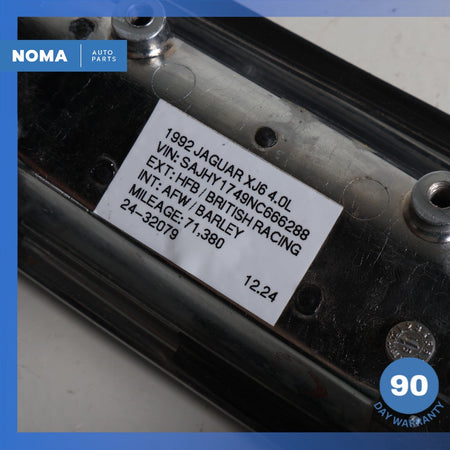 NOMA
AUTO
PARTS
1992 JAGUAR XJ6 4.0L
VIN: SAJHY1749NC666288
EXT: HFB / BRITISH RACING
INT: AFW / BARLEY
MILEAGE: 71,380
24-32079
12.24
90
DAY WARRANTY